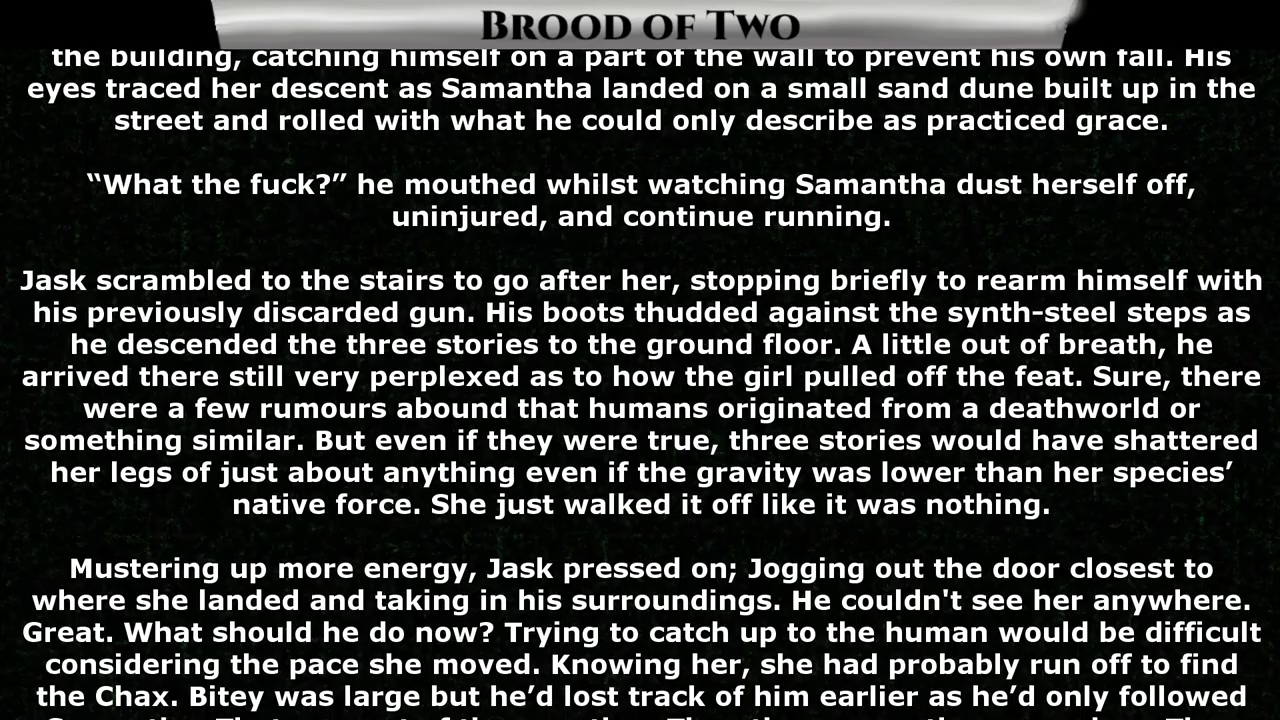 Brood of Two
the building, catching himself on a part of the wall to prevent his own fall. His
eyes traced her descent as Samantha landed on a small sand dune built up in the
street and rolled with what he could only describe as practiced grace.
“What the fuck?” he mouthed whilst watching Samantha dust herself off,
uninjured, and continue running.
Jask scrambled to the stairs to go after her, stopping briefly to rearm himself with
his previously discarded gun. His boots thudded against the synth-steel steps as
he descended the three stories to the ground floor. A little out of breath, he
arrived there still very perplexed as to how the girl pulled off the feat. Sure, there
were a few rumours abound that humans originated from a deathworld or
something similar. But even if they were true, three stories would have shattered
her legs of just about anything even if the gravity was lower than her species’
native force. She just walked it off like it was nothing.
Mustering up more energy, Jask pressed on; Jogging out the door closest to
where she landed and taking in his surroundings. He couldn't see her anywhere.
Great. What should he do now? Trying to catch up to the human would be difficult
considering the pace she moved. Knowing her, she had probably run off to find
the Chax. Bitey was large but he’d lost track of him earlier as he’d only followed